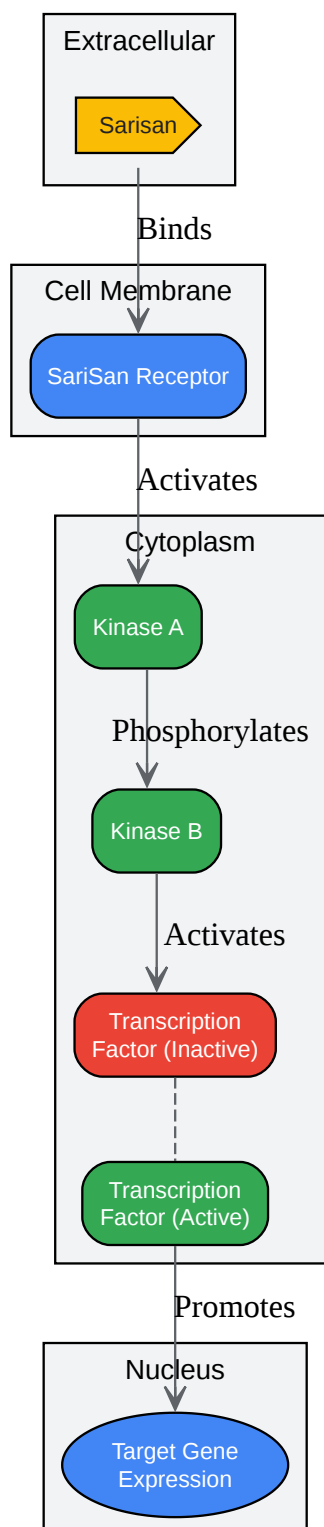 Extracellular
Sarisan
Binds
Cell Membrane
SariSan Receptor
Activates
Cytoplasm
Kinase A
Phosphorylates
Kinase B
Activates
Transcription
Factor (Inactive)
Transcription
Factor (Active)
Promotes
Nucleus
Target Gene
Expression